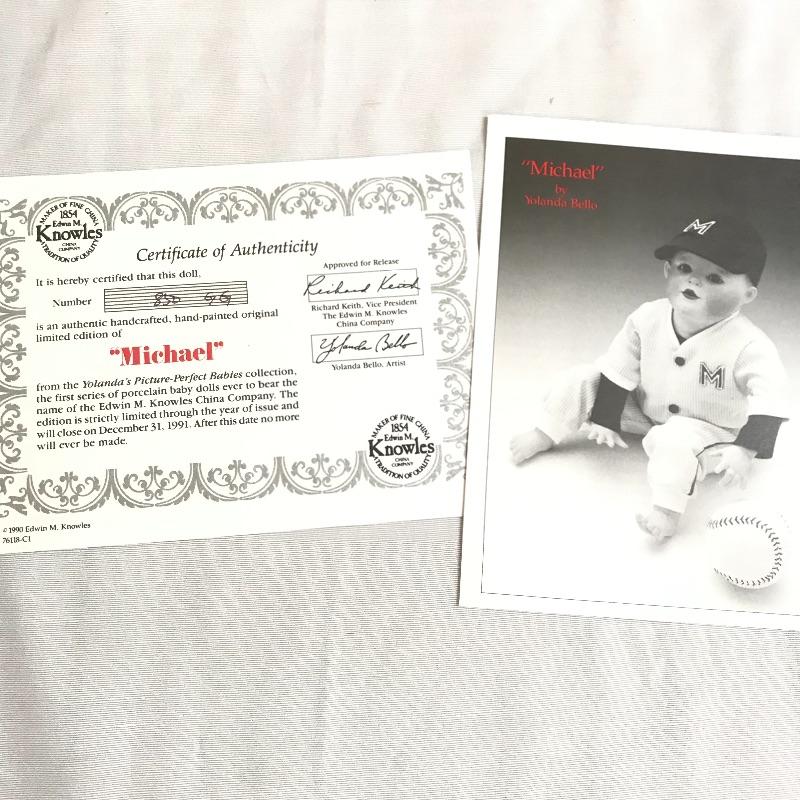 MAKER OF FINE CHINA
1854
Edwin M.
Knowles
CHINA
COMPANY
TRADITION OF QUALITY
Certificate of Authenticity
It is hereby certified that this doll,
Number 850
is an authentic handcrafted, hand-painted original
limited edition of
"Michael"
from the Yolanda's Picture-Perfect Babies collection,
the first series of porcelain baby dolls ever to bear the
name of the Edwin M. Knowles China Company. The
edition is strictly limited through the year of issue and
will close on December 31, 1991. After this date no more
will ever be made.
Approved for Release
Richard Keith
Richard Keith, Vice President
The Edwin M. Knowles
China Company
Yolanda Bello
Yolanda Bello, Artist
MAKER OF FINE CHINA
1854
Edwin M.
Knowles
CHINA
COMPANY
A TRADITION OF QUALITY
© 1990 Edwin M. Knowles
76118-C1
"Michael"
by
Yolanda Bello
M
M